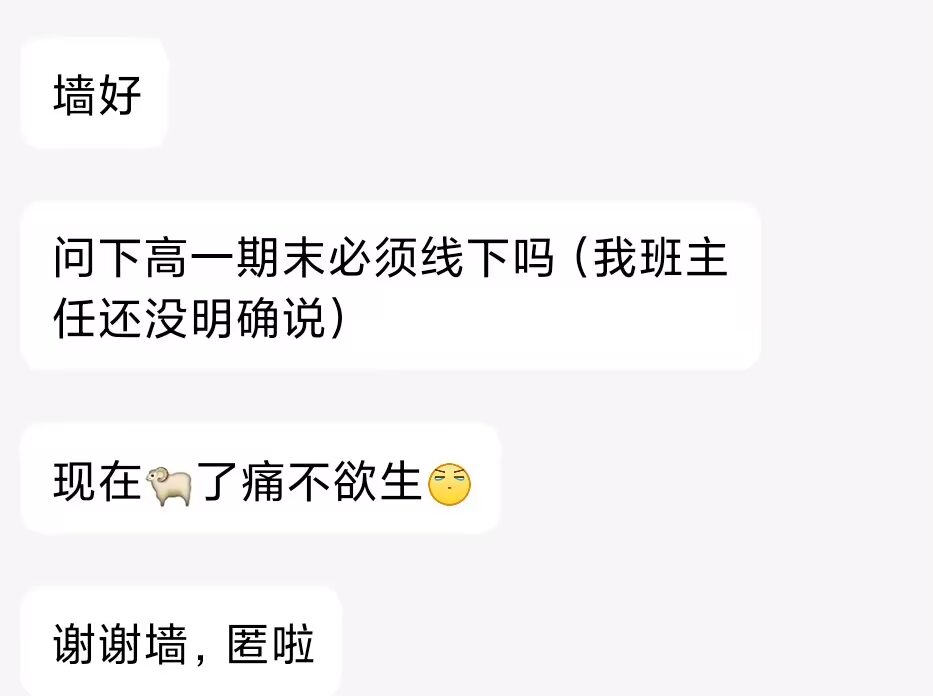 墙好
问下高一期末必须线下吗（我班主
任还没明确说）
现在🐏了痛不欲生
谢谢墙，匿啦